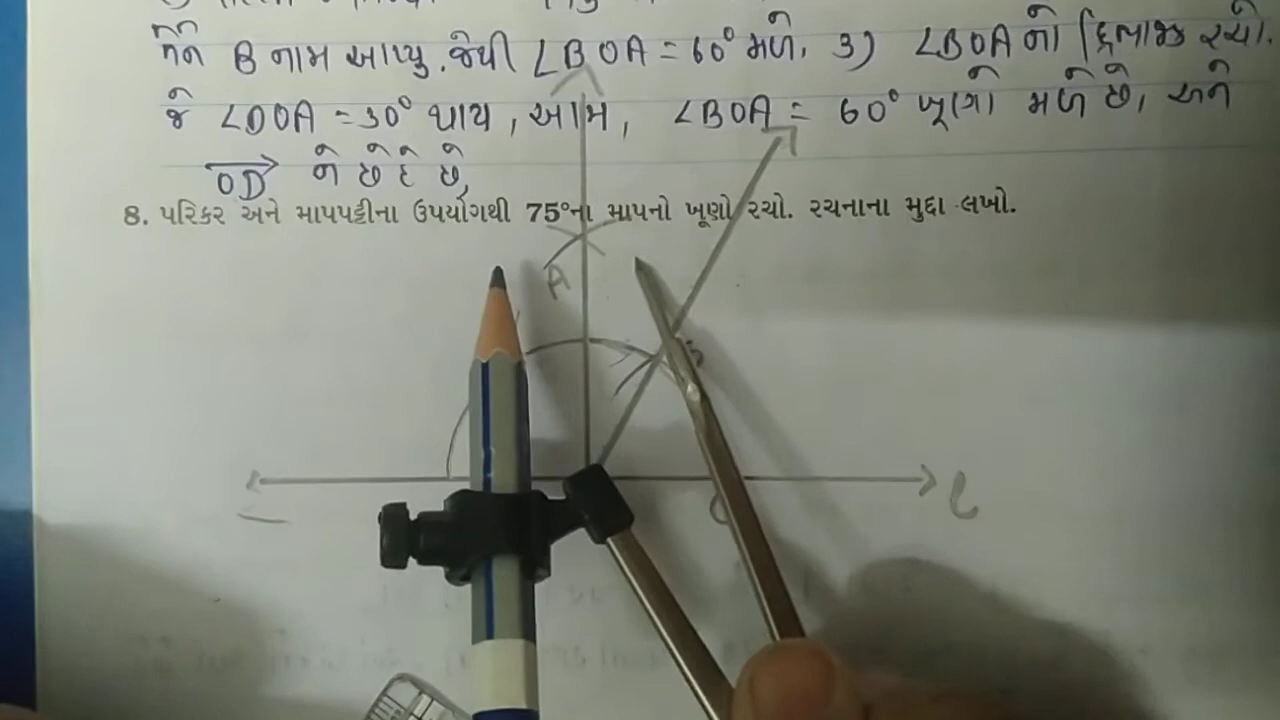 તેને B નામ આપ્યુ. જેથી ∠BOA = 60° મળે, 3) ∠BOA નો દ્વિભાજક રચો.
જે ∠DOA = 30° થાય, આમ, ∠BOA = 60° ખૂણો મળે છે, અને
OD ને છેદે છે,
8. પરિકર અને માપપટ્ટીના ઉપયોગથી 75°ના માપનો ખૂણો રચો. રચનાના મુદ્દા લખો.
A
B
C
l